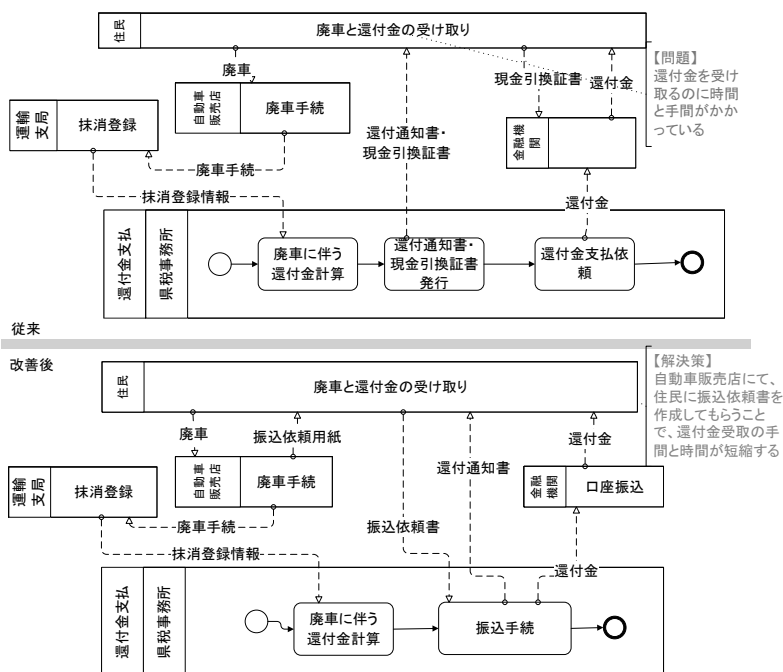 住民
廃車と還付金の受け取り
【問題】
還付金を受け
取るのに時間
と手間がかか
っている
廃車
現金引換証書
還付金
運輸
支局
抹消登録
自動車
販売店
廃車手続
還付通知書・
現金引換証書
金融機
関
廃車手続
抹消登録情報
還付金
還付金支払
県税事務所
廃車に伴う
還付金計算
還付通知書・
現金引換証書
発行
還付金支払依
頼
従来
改善後
【解決策】
自動車販売店にて、
住民に振込依頼書を
作成してもらうこと
で、還付金受取の手
間と時間が短縮する
住民
廃車と還付金の受け取り
廃車
振込依頼用紙
還付金
還付通知書
運輸
支局
抹消登録
自動車
販売店
廃車手続
金融
機関
口座振込
廃車手続
振込依頼書
抹消登録情報
還付金
還付金支払
県税事務所
廃車に伴う
還付金計算
振込手続